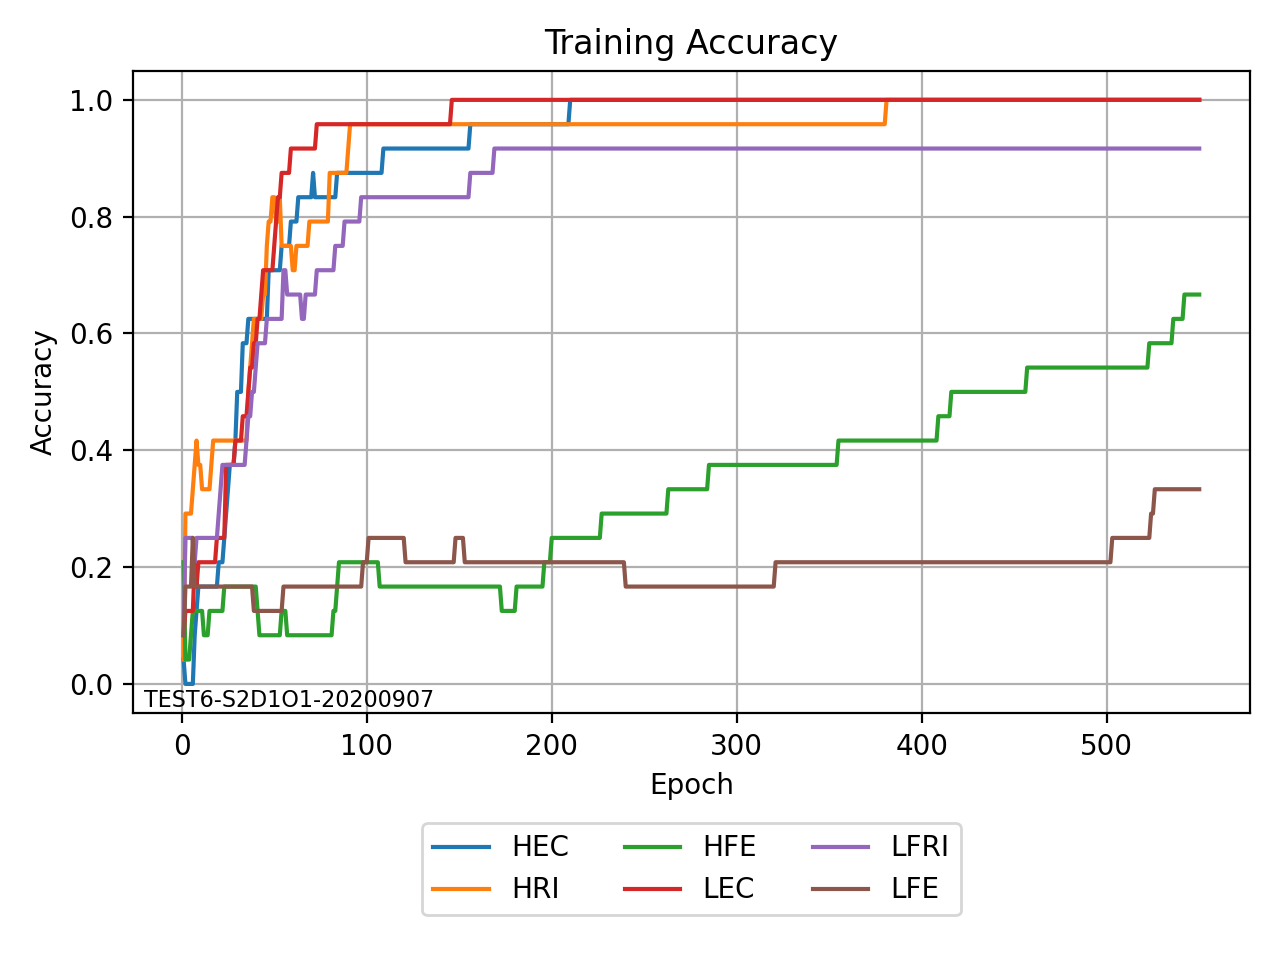 Training Accuracy
1.0
0.8
0.6
0.4
0.2
0.0
Accuracy
TEST6-S2D1O1-20200907
0 100 200 300 400 500
Epoch
HEC HFE LFRI
HRI LEC LFE